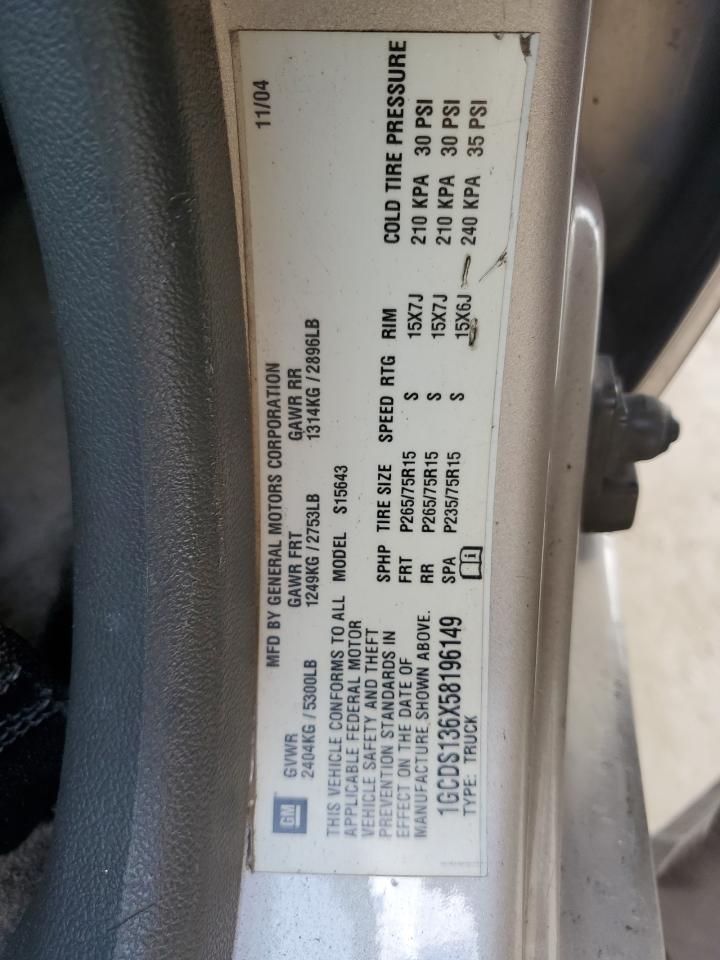 MFD BY GENERAL MOTORS CORPORATION 11/04
GM
GVWR GAWR FRT GAWR RR
2404KG / 5300LB 1249KG / 2753LB 1314KG / 2896LB
THIS VEHICLE CONFORMS TO ALL
APPLICABLE FEDERAL MOTOR
VEHICLE SAFETY AND THEFT
PREVENTION STANDARDS IN
EFFECT ON THE DATE OF
MANUFACTURE SHOWN ABOVE.
1GCDS136X58196149
TYPE: TRUCK
MODEL S15643
SPHP TIRE SIZE SPEED RTG RIM COLD TIRE PRESSURE
FRT P265/75R15 S 15X7J 210 KPA 30 PSI
RR P265/75R15 S 15X7J 210 KPA 30 PSI
SPA P235/75R15 S 15X6J 240 KPA 35 PSI
i